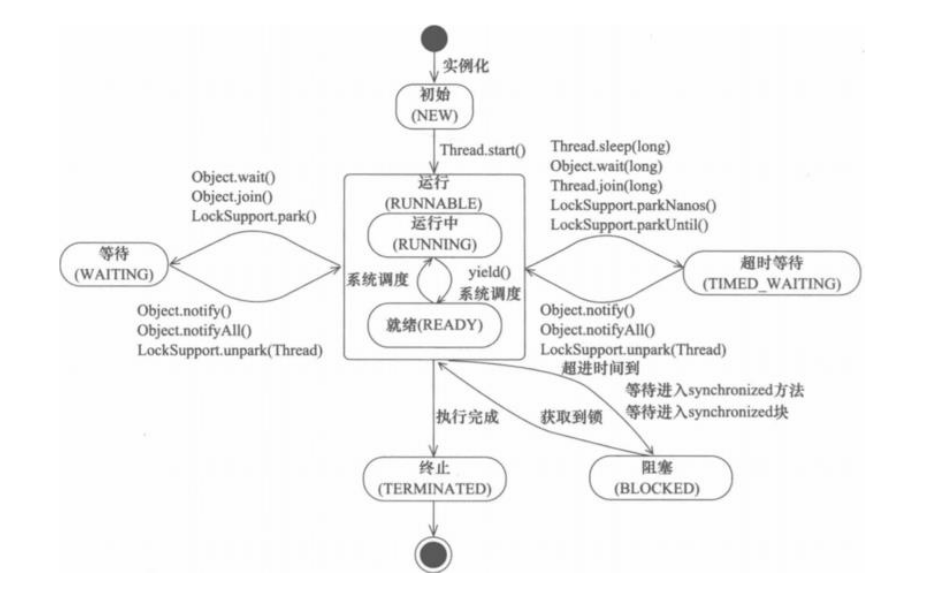 实例化
初始
(NEW)
Thread.start()
Object.wait()
Object.join()
LockSupport.park()
Thread.sleep(long)
Object.wait(long)
Thread.join(long)
LockSupport.parkNanos()
LockSupport.parkUntil()
运行
(RUNNABLE)
运行中
(RUNNING)
等待
(WAITING)
系统调度
yield()
系统调度
超时等待
(TIMED_WAITING)
就绪(READY)
Object.notify()
Object.notifyAll()
LockSupport.unpark(Thread)
Object.notify()
Object.notifyAll()
LockSupport.unpark(Thread)
超进时间到
等待进入synchronized方法
等待进入synchronized块
执行完成
获取到锁
终止
(TERMINATED)
阻塞
(BLOCKED)